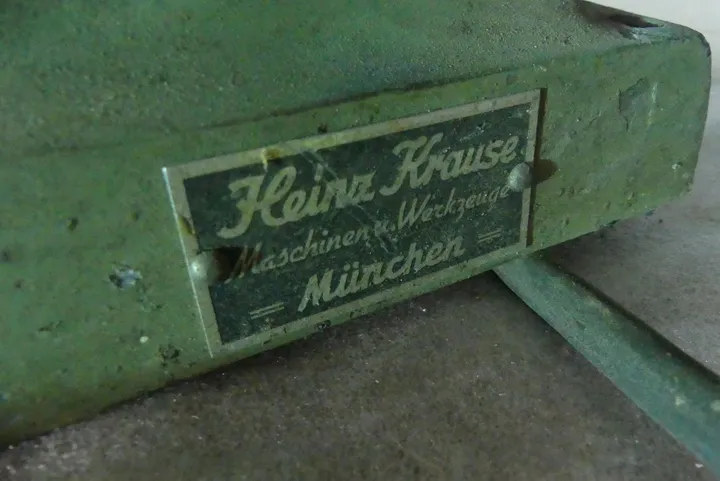 Heinz Krause
Maschinen u. Werkzeuge
München